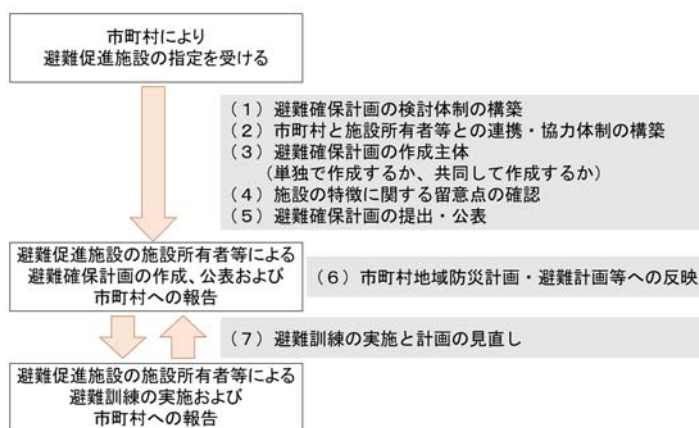 市町村により
避難促進施設の指定を受ける
（１）避難確保計画の検討体制の構築
（２）市町村と施設所有者等との連携・協力体制の構築
（３）避難確保計画の作成主体
（単独で作成するか、共同して作成するか）
（４）施設の特徴に関する留意点の確認
（５）避難確保計画の提出・公表
避難促進施設の施設所有者等による
避難確保計画の作成、公表および
市町村への報告
（６）市町村地域防災計画・避難計画等への反映
（７）避難訓練の実施と計画の見直し
避難促進施設の施設所有者等による
避難訓練の実施および
市町村への報告